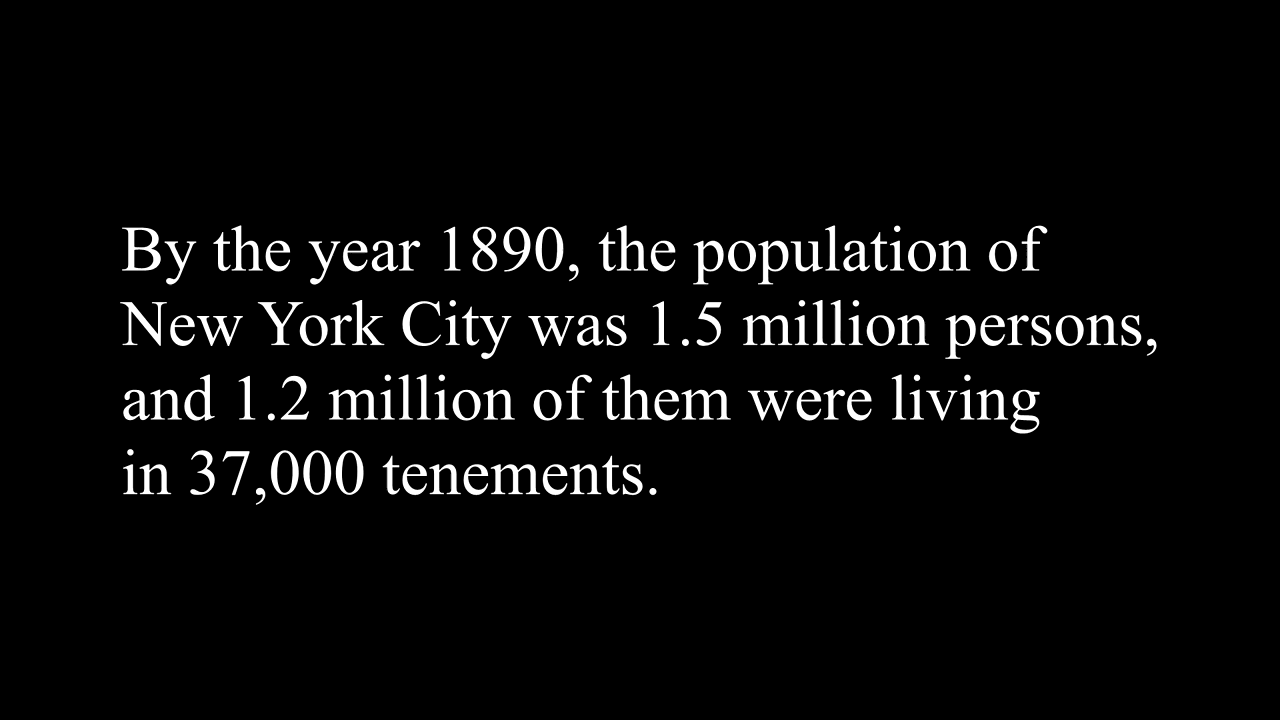 By the year 1890, the population of
New York City was 1.5 million persons,
and 1.2 million of them were living
in 37,000 tenements.